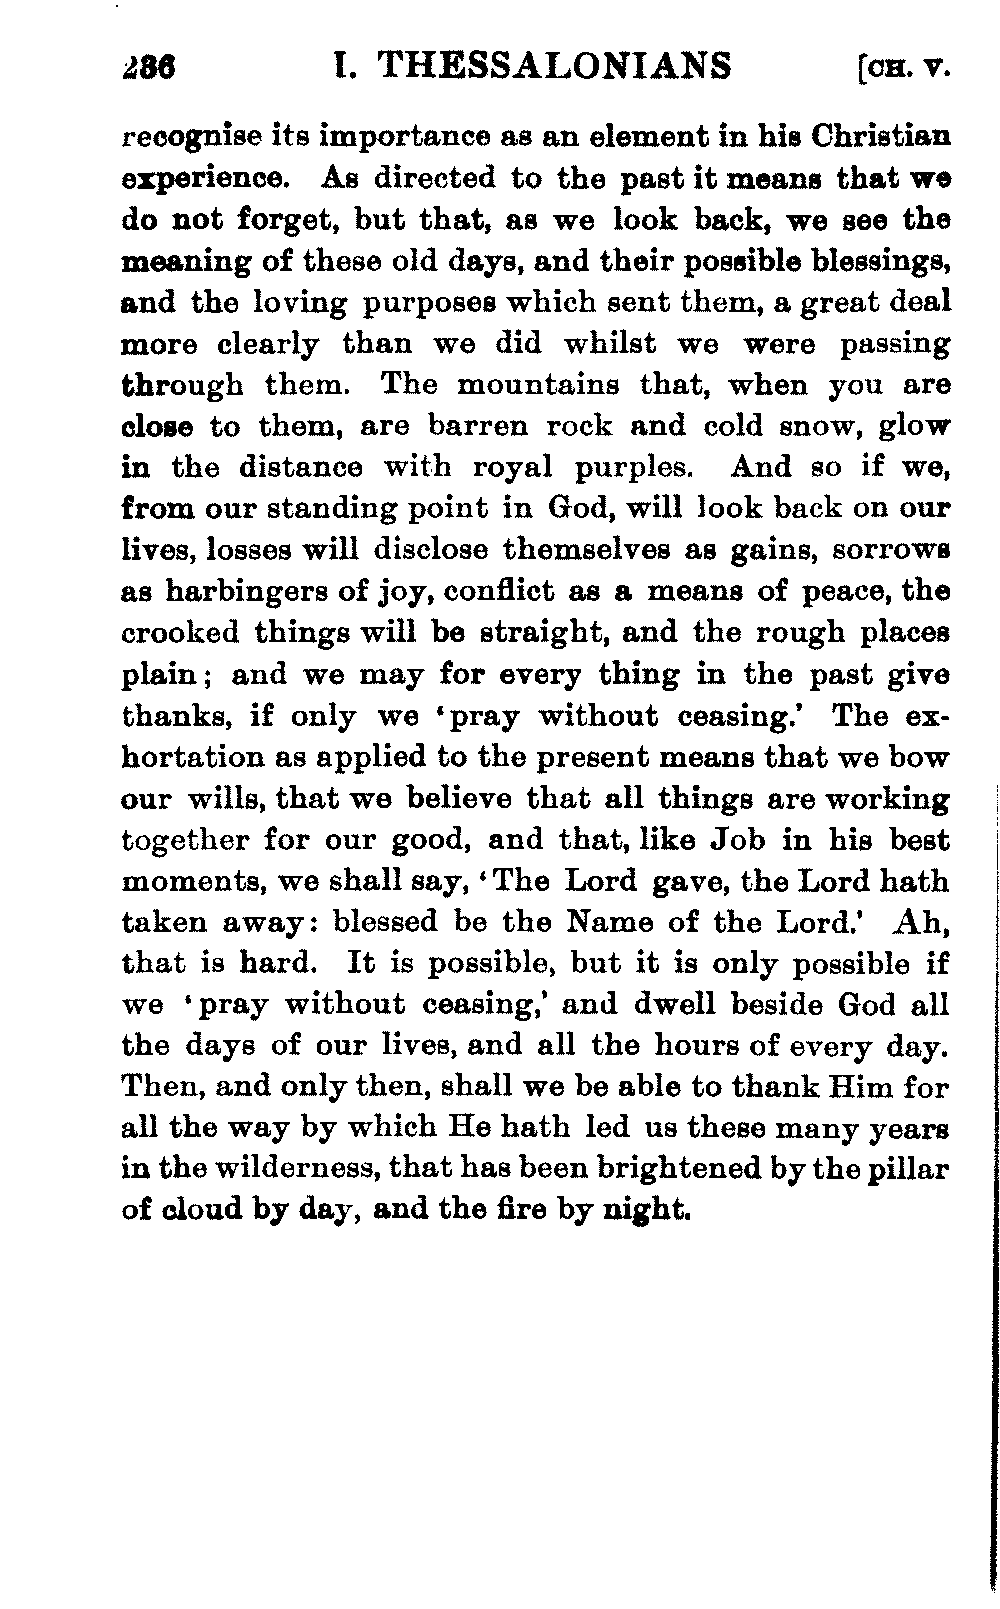 236 I. THESSALONIANS [CH. V.
recognise its importance as an element in his Christian
experience. As directed to the past it means that we
do not forget, but that, as we look back, we see the
meaning of these old days, and their possible blessings,
and the loving purposes which sent them, a great deal
more clearly than we did whilst we were passing
through them. The mountains that, when you are
close to them, are barren rock and cold snow, glow
in the distance with royal purples. And so if we,
from our standing point in God, will look back on our
lives, losses will disclose themselves as gains, sorrows
as harbingers of joy, conflict as a means of peace, the
crooked things will be straight, and the rough places
plain; and we may for every thing in the past give
thanks, if only we ‘pray without ceasing.’ The ex-
hortation as applied to the present means that we bow
our wills, that we believe that all things are working
together for our good, and that, like Job in his best
moments, we shall say, ‘The Lord gave, the Lord hath
taken away: blessed be the Name of the Lord.’ Ah,
that is hard. It is possible, but it is only possible if
we ‘pray without ceasing,’ and dwell beside God all
the days of our lives, and all the hours of every day.
Then, and only then, shall we be able to thank Him for
all the way by which He hath led us these many years
in the wilderness, that has been brightened by the pillar
of cloud by day, and the fire by night.